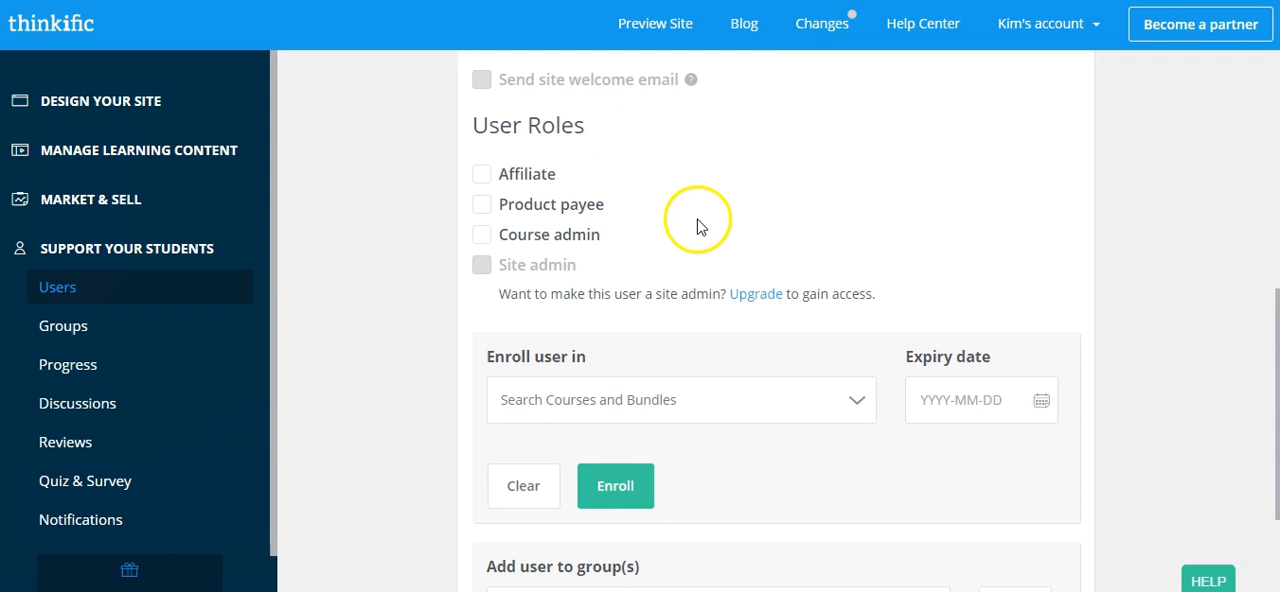 thinkific
Preview Site
Blog
Changes
Help Center
Kim's account
Become a partner
DESIGN YOUR SITE
MANAGE LEARNING CONTENT
MARKET & SELL
SUPPORT YOUR STUDENTS
Users
Groups
Progress
Discussions
Reviews
Quiz & Survey
Notifications
Send site welcome email ?
User Roles
Affiliate
Product payee
Course admin
Site admin
Want to make this user a site admin? Upgrade to gain access.
Enroll user in
Expiry date
Search Courses and Bundles
YYYY-MM-DD
Clear
Enroll
Add user to group(s)
HELP